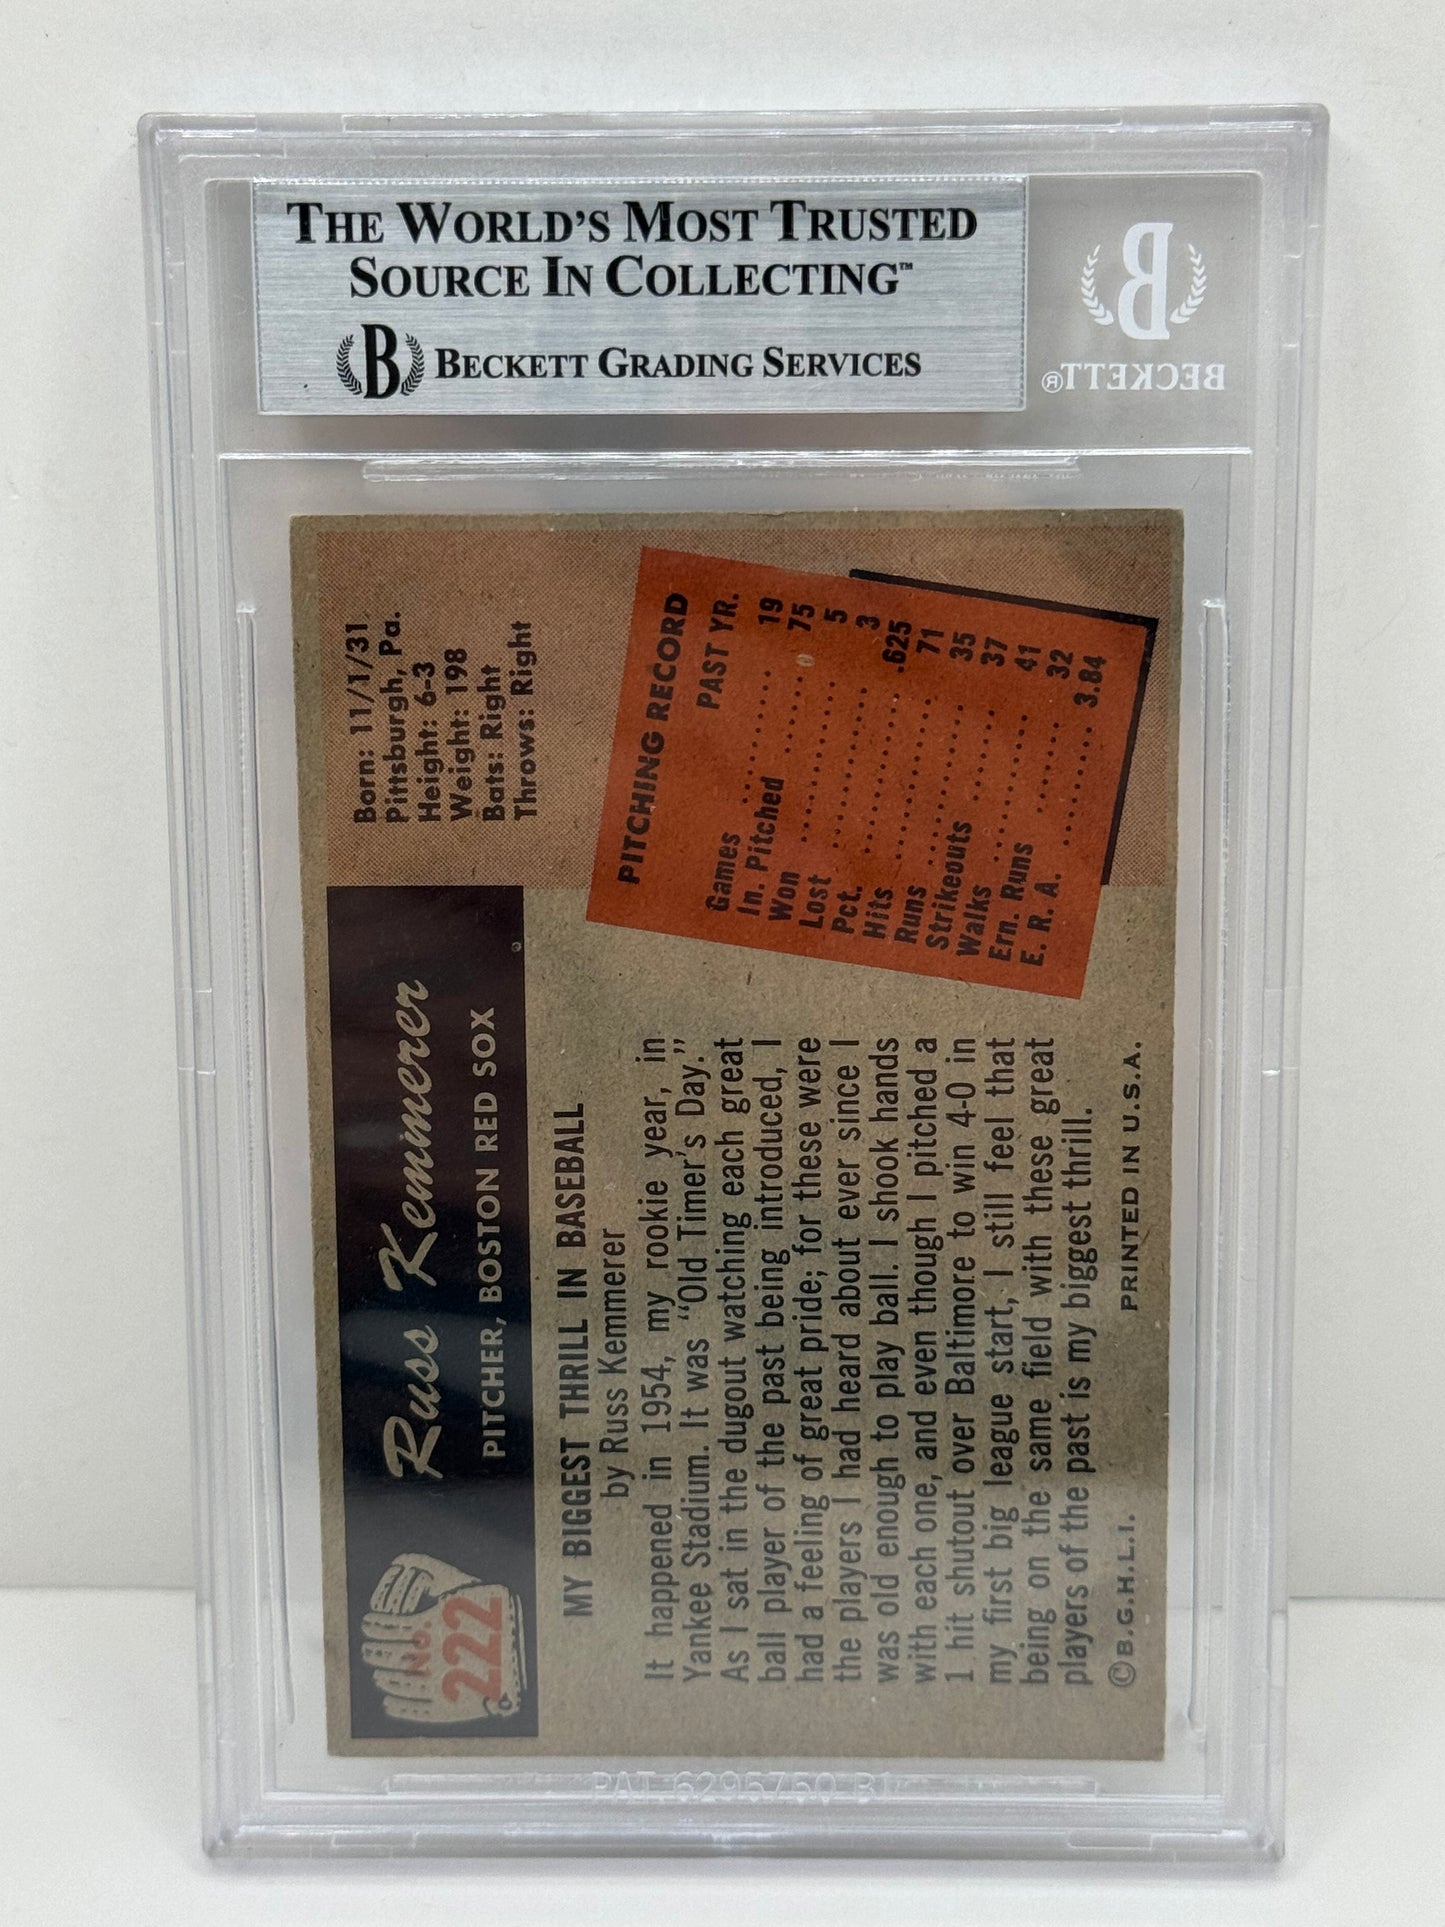 THE WORLD'S MOST TRUSTED
SOURCE IN COLLECTING™
B BECKETT GRADING SERVICES
B
BECKETT®
No.
222
Russ Kemmerer
PITCHER, BOSTON RED SOX
Born: 11/1/31
Pittsburgh, Pa.
Height: 6-3
Weight: 198
Bats: Right
Throws: Right
MY BIGGEST THRILL IN BASEBALL
by Russ Kemmerer
It happened in 1954, my rookie year, in
Yankee Stadium. It was "Old Timer's Day."
As I sat in the dugout watching each great
ball player of the past being introduced, I
had a feeling of great pride; for these were
the players I had heard about ever since I
was old enough to play ball. I shook hands
with each one, and even though I pitched a
1 hit shutout over Baltimore to win 4-0 in
my first big league start, I still feel that
being on the same field with these great
players of the past is my biggest thrill.
© B.G.H.L.I. PRINTED IN U.S.A.
PITCHING RECORD
PAST YR.
Games .......... 19
In. Pitched ...... 75
Won .......... 5
Lost .......... 3
Pct. .......... .625
Hits .......... 71
Runs .......... 35
Strikeouts ...... 37
Walks .......... 41
Ern. Runs ...... 32
E. R. A. ........ 3.84
PAT. 6295750 B1